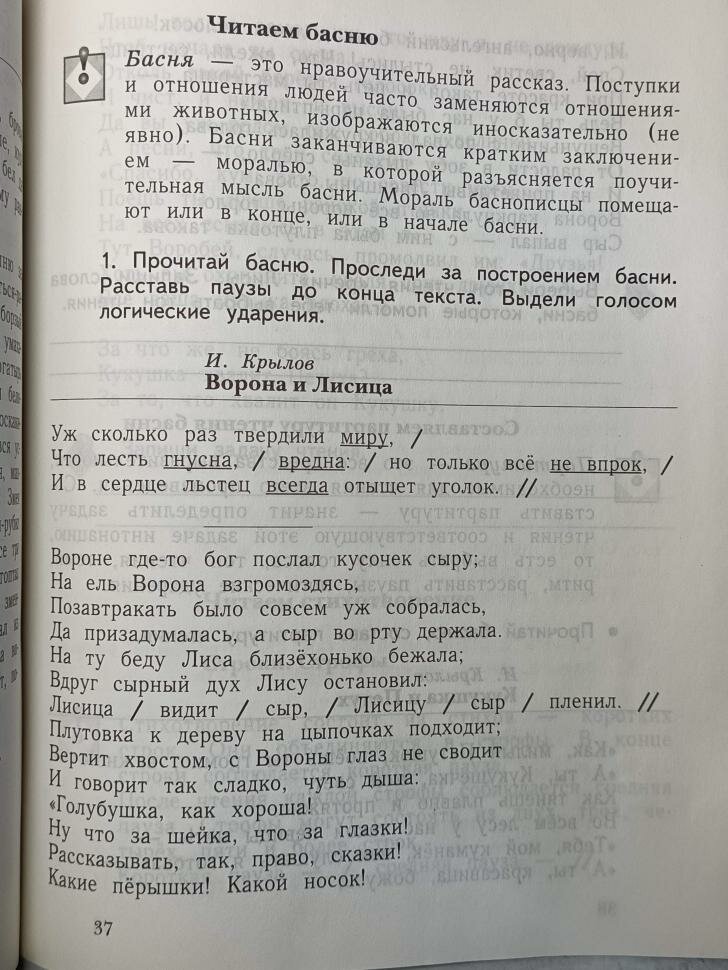 Читаем басню
Басня — это нравоучительный рассказ. Поступки
и отношения людей часто заменяются отношения-
ми животных, изображаются иносказательно (не
явно). Басни заканчиваются кратким заключени-
ем — моралью, в которой разъясняется поучи-
тельная мысль басни. Мораль баснописцы помеща-
ют или в конце, или в начале басни.
1. Прочитай басню. Проследи за построением басни.
Расставь паузы до конца текста. Выдели голосом
логические ударения.
И. Крылов
Ворона и Лисица
Уж сколько раз твердили миру, /
Что лесть гнусна, / вредна: / но только всё не впрок, /
И в сердце льстец всегда отыщет уголок. //
Вороне где-то бог послал кусочек сыру;
На ель Ворона взгромоздясь,
Позавтракать было совсем уж собралась,
Да призадумалась, а сыр во рту держала.
На ту беду Лиса близёхонько бежала;
Вдруг сырный дух Лису остановил:
Лисица / видит / сыр, / Лисицу / сыр / пленил. //
Плутовка к дереву на цыпочках подходит;
Вертит хвостом, с Вороны глаз не сводит
И говорит так сладко, чуть дыша:
«Голубушка, как хороша!
Ну что за шейка, что за глазки!
Рассказывать, так, право, сказки!
Какие пёрышки! Какой носок!
37